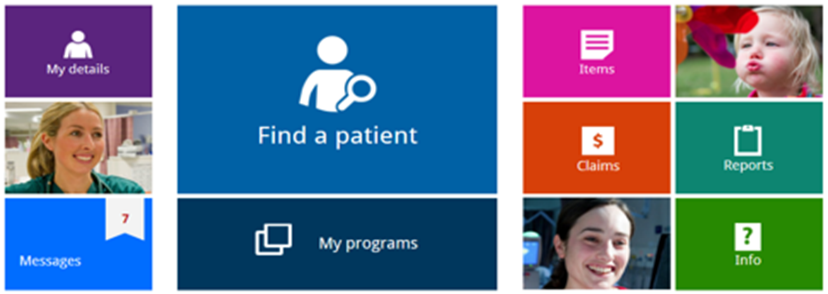 My details
7
Messages
Find a patient
My programs
Items
$
Claims
Reports
?
Info